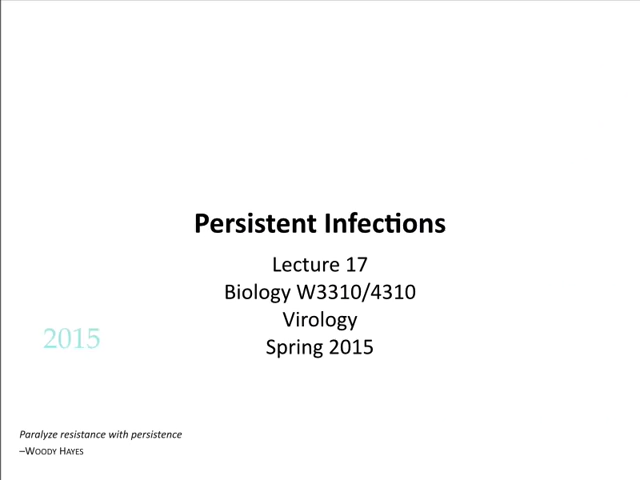 Persistent Infections
Lecture 17
Biology W3310/4310
Virology
Spring 2015
2015
Paralyze resistance with persistence
–WOODY HAYES